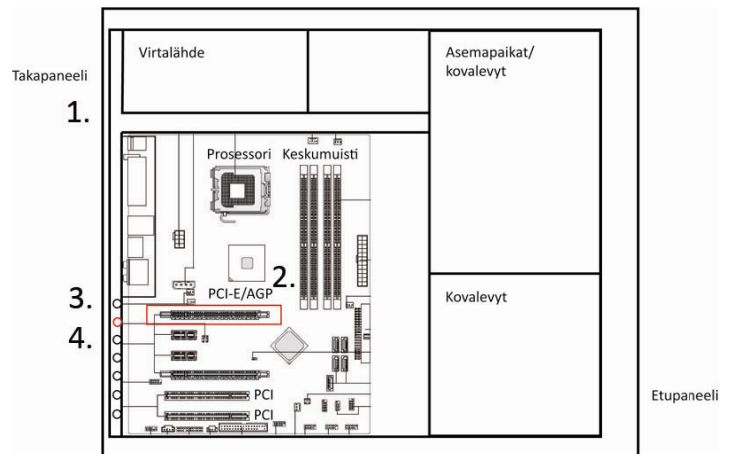 Virtalähde
Asemapaikat/
kovalevyt
Takapaneeli
1.
Prosessori
Keskumuisti
2.
PCI-E/AGP
3.
4.
Kovalevyt
PCI
PCI
Etupaneeli